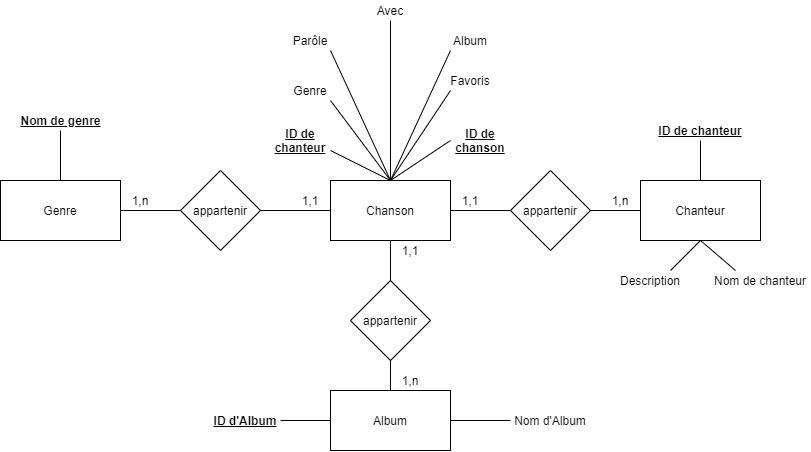 Avec
Parôle
Album
Genre
Favoris
Nom de genre
ID de
chanteur
ID de
chanson
ID de chanteur
Genre
1,n
appartenir
1,1
Chanson
1,1
appartenir
1,n
Chanteur
1,1
Description
Nom de chanteur
appartenir
1,n
ID d'Album
Album
Nom d'Album